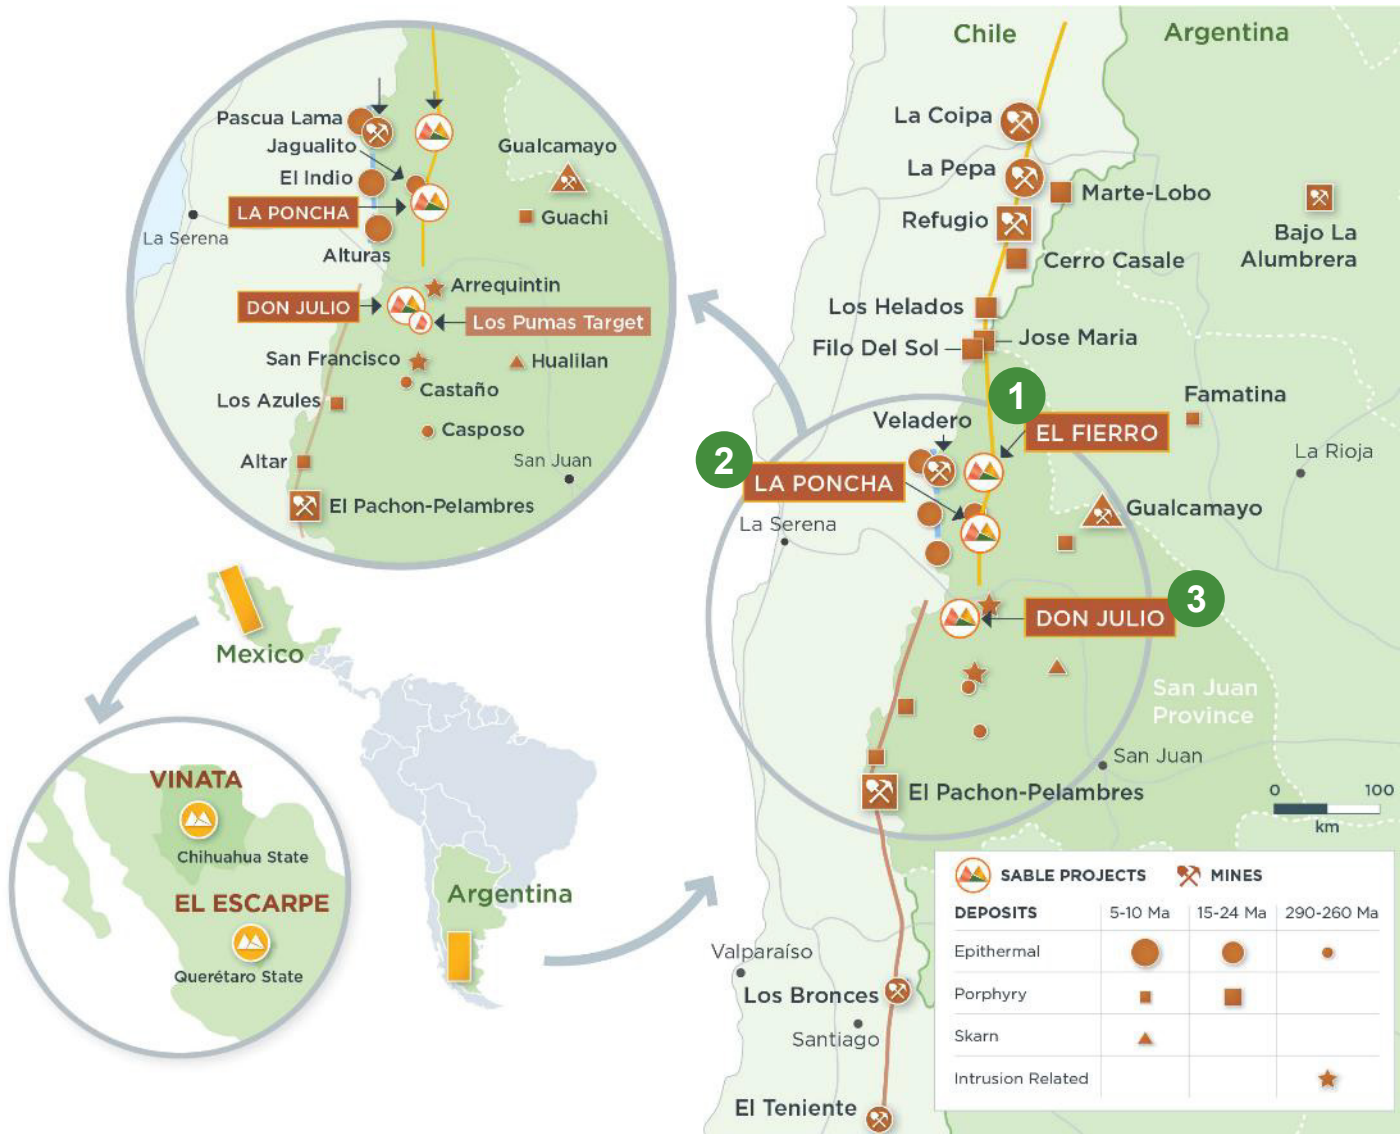 Pascua Lama
Jagualito
El Indio
LA PONCHA
La Serena
Alturas
Gualcamayo
Guachi
Arrequintin
DON JULIO
Los Pumas Target
San Francisco
Hualilan
Castaño
Los Azules
Casposo
Altar
San Juan
El Pachon-Pelambres
Chile
Argentina
La Coipa
La Pepa
Marte-Lobo
Refugio
Bajo La
Alumbrera
Cerro Casale
Los Helados
Jose Maria
Filo Del Sol
1
EL FIERRO
Famatina
Veladero
2
LA PONCHA
La Rioja
La Serena
Gualcamayo
3
DON JULIO
San Juan
Province
San Juan
El Pachon-Pelambres
0 100
km
Valparaíso
Los Bronces
Santiago
El Teniente
Mexico
VINATA
Chihuahua State
EL ESCARPE
Querétaro State
Argentina
SABLE PROJECTS MINES
DEPOSITS 5-10 Ma 15-24 Ma 290-260 Ma
Epithermal
Porphyry
Skarn
Intrusion Related